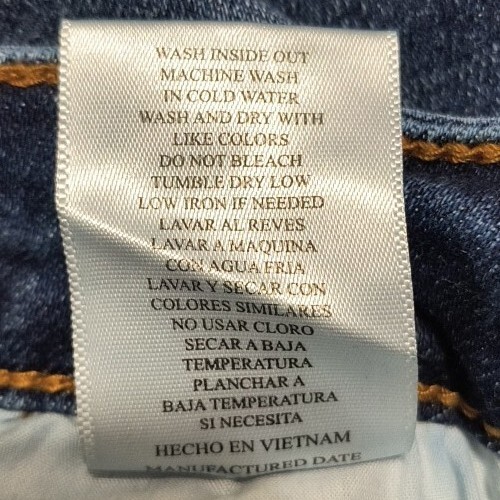 WASH INSIDE OUT
MACHINE WASH
IN COLD WATER
WASH AND DRY WITH
LIKE COLORS
DO NOT BLEACH
TUMBLE DRY LOW
LOW IRON IF NEEDED
LAVAR AL REVES
LAVAR A MAQUINA
CON AGUA FRIA
LAVAR Y SECAR CON
COLORES SIMILARES
NO USAR CLORO
SECAR A BAJA
TEMPERATURA
PLANCHAR A
BAJA TEMPERATURA
SI NECESITA
HECHO EN VIETNAM
MANUFACTURED DATE